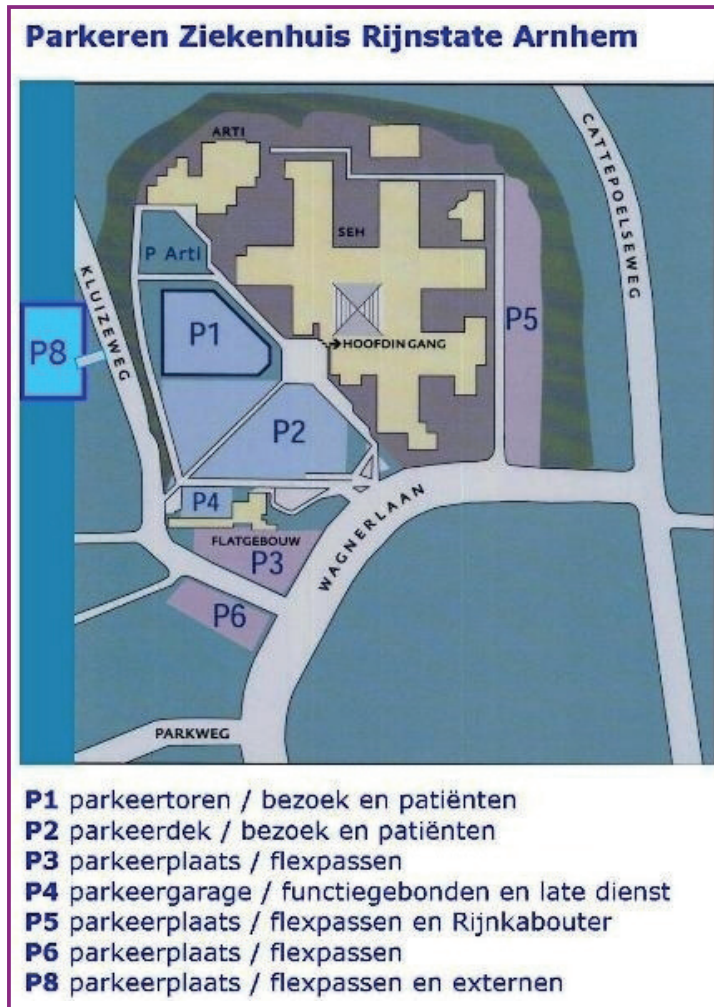 Parkeren Ziekenhuis Rijnstate Arnhem
ARTI
CATTEPOELSEWEG
P Arti
SEH
KLUIZEWEG
P1
P5
HOOFDINGANG
P8
P2
P4
WAGNERLAAN
FLATGEBOUW
P3
P6
PARKWEG
P1 parkeertoren / bezoek en patiënten
P2 parkeerdek / bezoek en patiënten
P3 parkeerplaats / flexpassen
P4 parkeergarage / functiegebonden en late dienst
P5 parkeerplaats / flexpassen en Rijnkabouter
P6 parkeerplaats / flexpassen
P8 parkeerplaats / flexpassen en externen